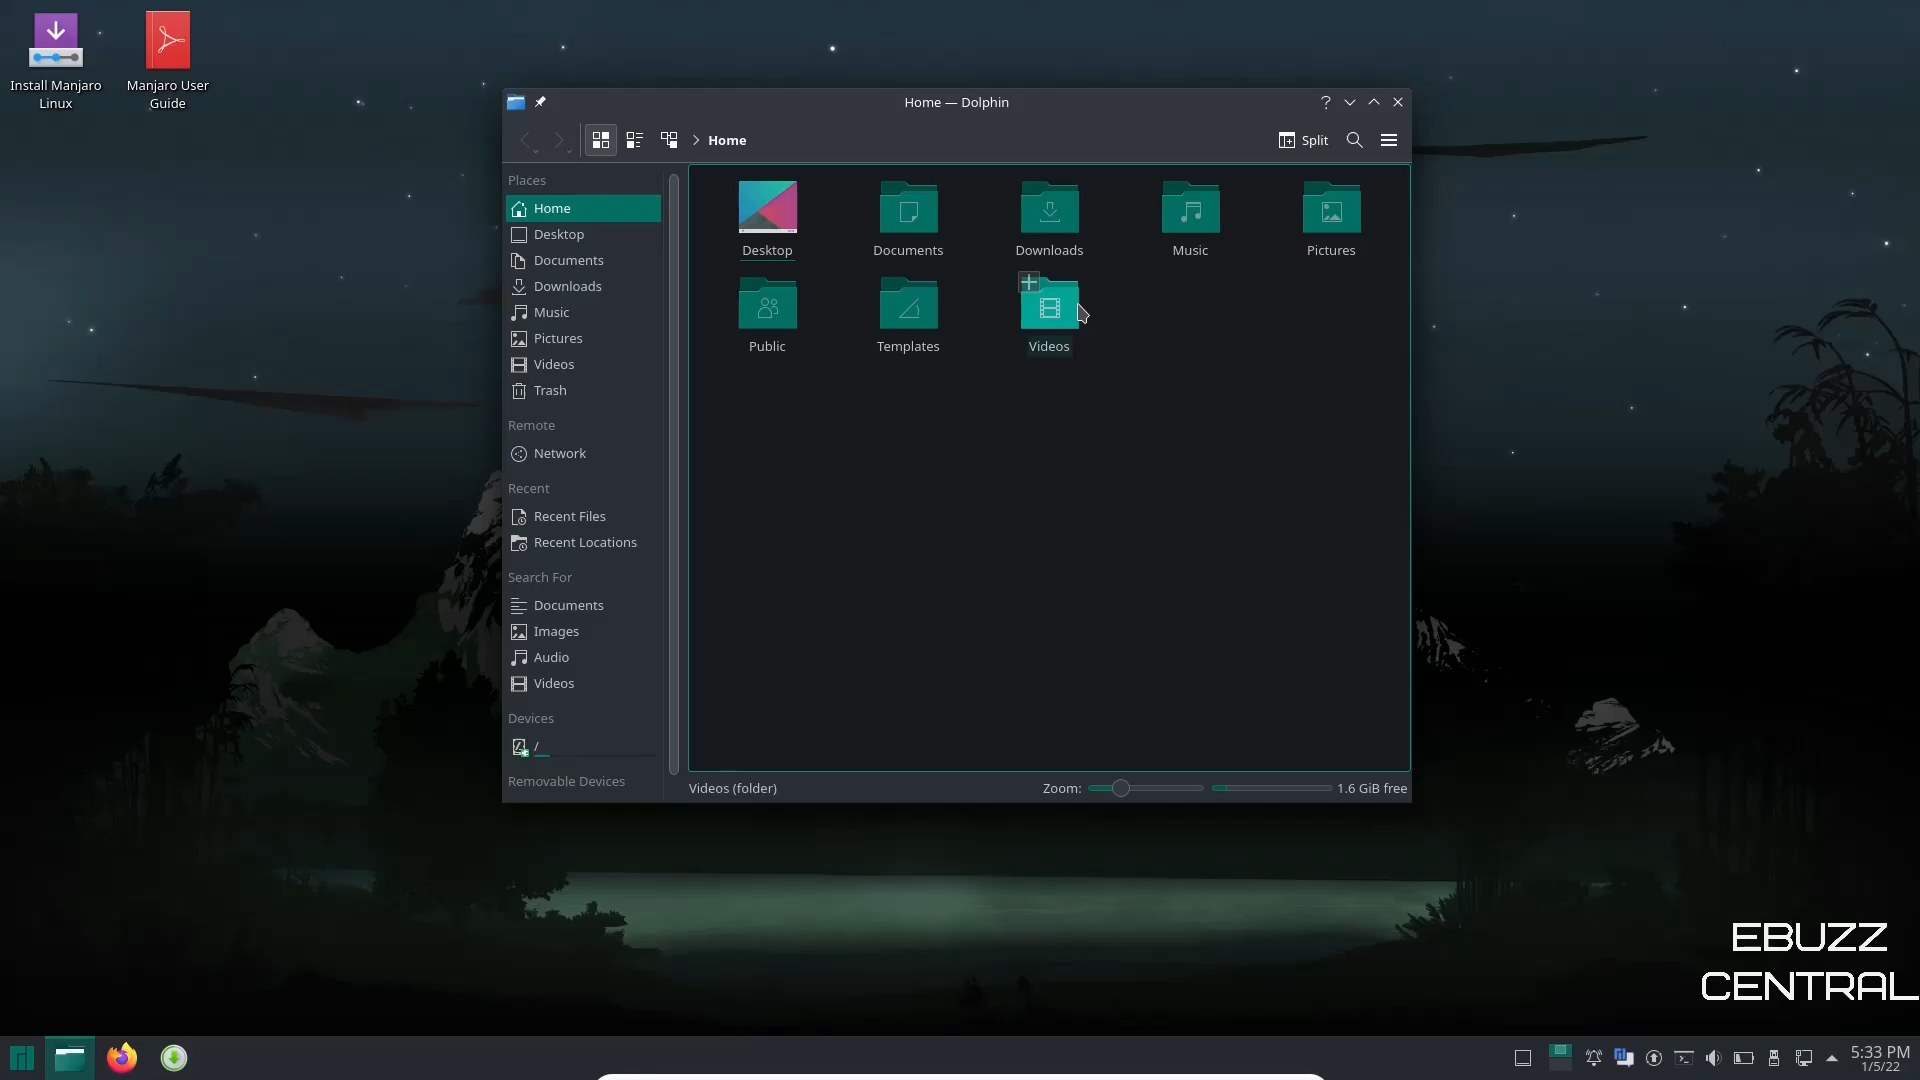 Install Manjaro
Linux
Manjaro User
Guide
Home — Dolphin
Home
Split
Places
Home
Desktop
Documents
Downloads
Music
Pictures
Videos
Trash
Remote
Network
Recent
Recent Files
Recent Locations
Search For
Documents
Images
Audio
Videos
Devices
/
Removable Devices
Desktop
Documents
Downloads
Music
Pictures
Public
Templates
Videos
Videos (folder)
Zoom:
1.6 GiB free
EBUZZ
CENTRAL
5:33 PM
1/5/22